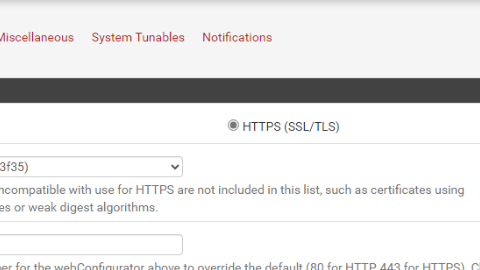 Miscellaneous System Tunables Notifications
HTTPS (SSL/TLS)
3f35)
ncompatible with use for HTTPS are not included in this list, such as certificates using
es or weak digest algorithms.
er for the webConfigurator above to override the default (80 for HTTP, 443 for HTTPS). C